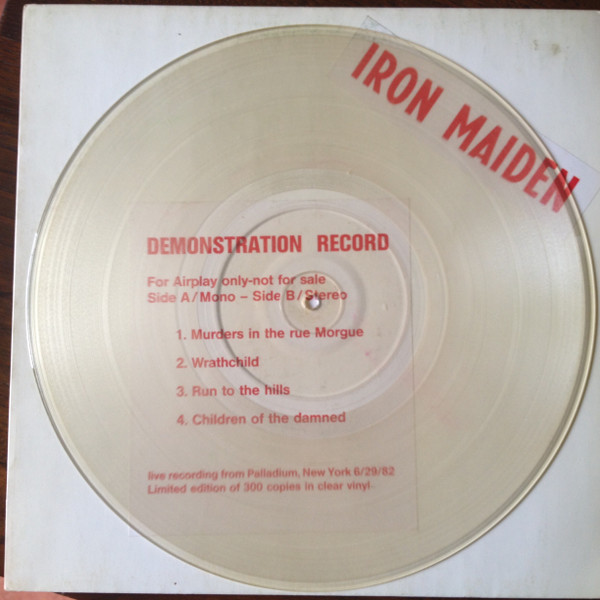 IRON MAIDEN
DEMONSTRATION RECORD
For Airplay only-not for sale
Side A/Mono – Side B/Stereo
1. Murders in the rue Morgue
2. Wrathchild
3. Run to the hills
4. Children of the damned
live recording from Palladium, New York 6/29/82
Limited edition of 300 copies in clear vinyl